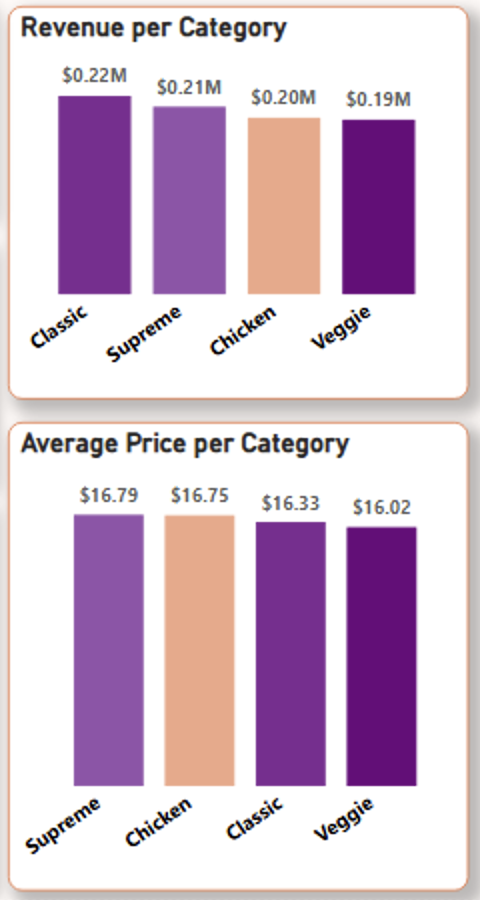 Revenue per Category
$0.22M
$0.21M
$0.20M
$0.19M
Classic
Supreme
Chicken
Veggie
Average Price per Category
$16.79
$16.75
$16.33
$16.02
Supreme
Chicken
Classic
Veggie